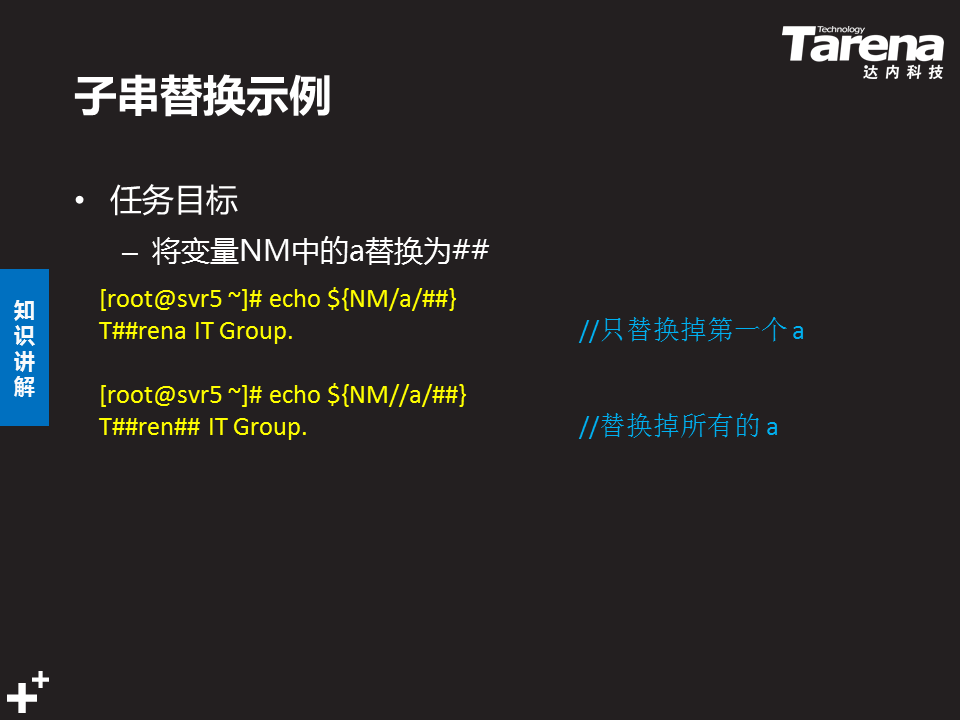 Technology
Tarena
达内科技
子串替换示例
• 任务目标
– 将变量NM中的a替换为##
[root@svr5 ~]# echo ${NM/a/##}
T##rena IT Group. //只替换掉第一个 a
[root@svr5 ~]# echo ${NM//a/##}
T##ren## IT Group. //替换掉所有的 a
知识讲解